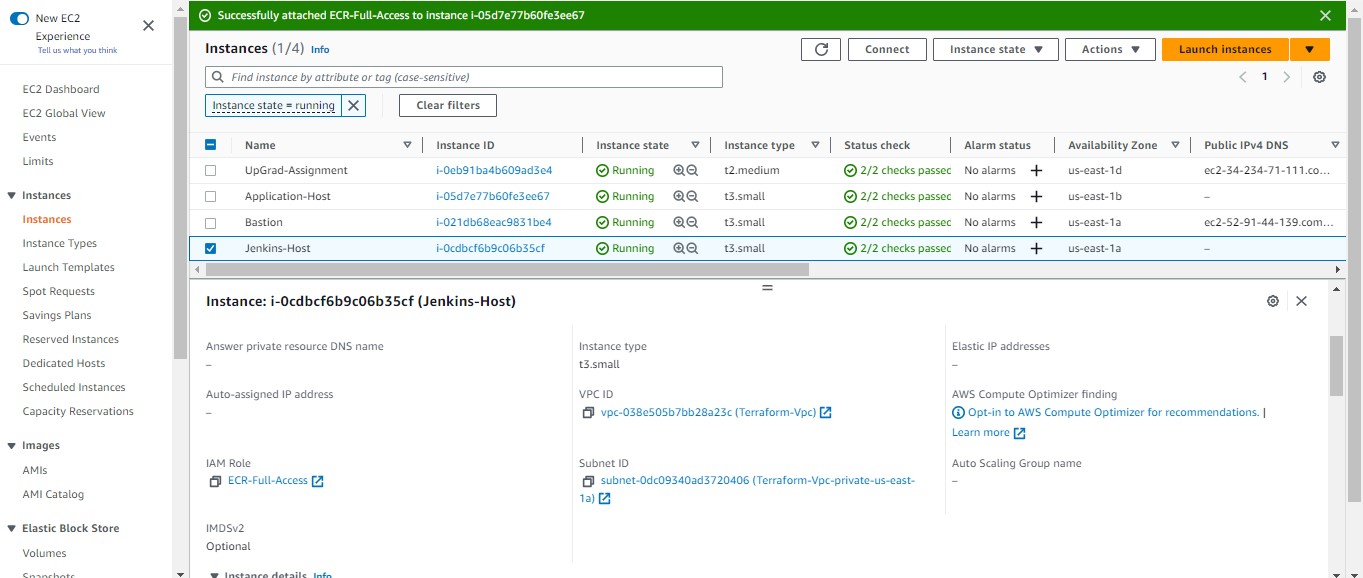 New EC2
Experience
Tell us what you think
EC2 Dashboard
EC2 Global View
Events
Limits
Instances
Instances
Instance Types
Launch Templates
Spot Requests
Savings Plans
Reserved Instances
Dedicated Hosts
Scheduled Instances
Capacity Reservations
Images
AMIs
AMI Catalog
Elastic Block Store
Volumes
Snapshots
Successfully attached ECR-Full-Access to instance i-05d7e77b60fe3ee67
Instances (1/4) Info
Connect Instance state Actions Launch instances
Find instance by attribute or tag (case-sensitive)
1
Instance state = running Clear filters
Name Instance ID Instance state Instance type Status check Alarm status Availability Zone Public IPv4 DNS
UpGrad-Assignment i-0eb91ba4b609ad3e4 Running t2.medium 2/2 checks passed No alarms us-east-1d ec2-34-234-71-111.co...
Application-Host i-05d7e77b60fe3ee67 Running t3.small 2/2 checks passed No alarms us-east-1b –
Bastion i-021db68eac9831be4 Running t3.small 2/2 checks passed No alarms us-east-1a ec2-52-91-44-139.com...
Jenkins-Host i-0cdbcf6b9c06b35cf Running t3.small 2/2 checks passed No alarms us-east-1a –
Instance: i-0cdbcf6b9c06b35cf (Jenkins-Host)
Answer private resource DNS name
–
Auto-assigned IP address
–
IAM Role
ECR-Full-Access
IMDSv2
Optional
Instance type
t3.small
VPC ID
vpc-038e505b7bb28a23c (Terraform-Vpc)
Subnet ID
subnet-0dc09340ad3720406 (Terraform-Vpc-private-us-east-
1a)
Elastic IP addresses
–
AWS Compute Optimizer finding
Opt-in to AWS Compute Optimizer for recommendations. |
Learn more
Auto Scaling Group name
–
Instance details Info